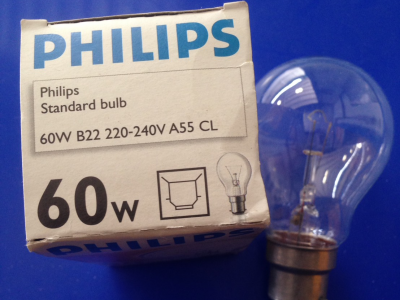 PHILIPS
Philips
Standard bulb
60W B22 220-240V A55 CL
60W
PHILIPS